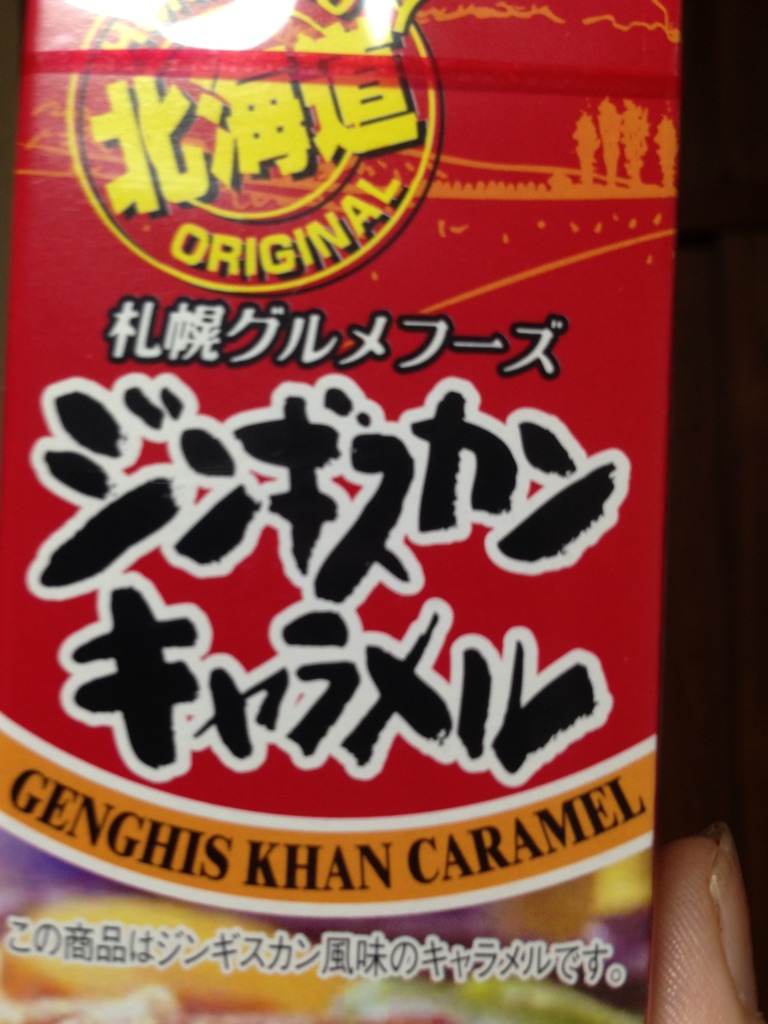 北海道
ORIGINAL
札幌グルメフーズ
ジンギスカン
キャラメル
GENGHIS KHAN CARAMEL
この商品はジンギスカン風味のキャラメルです。